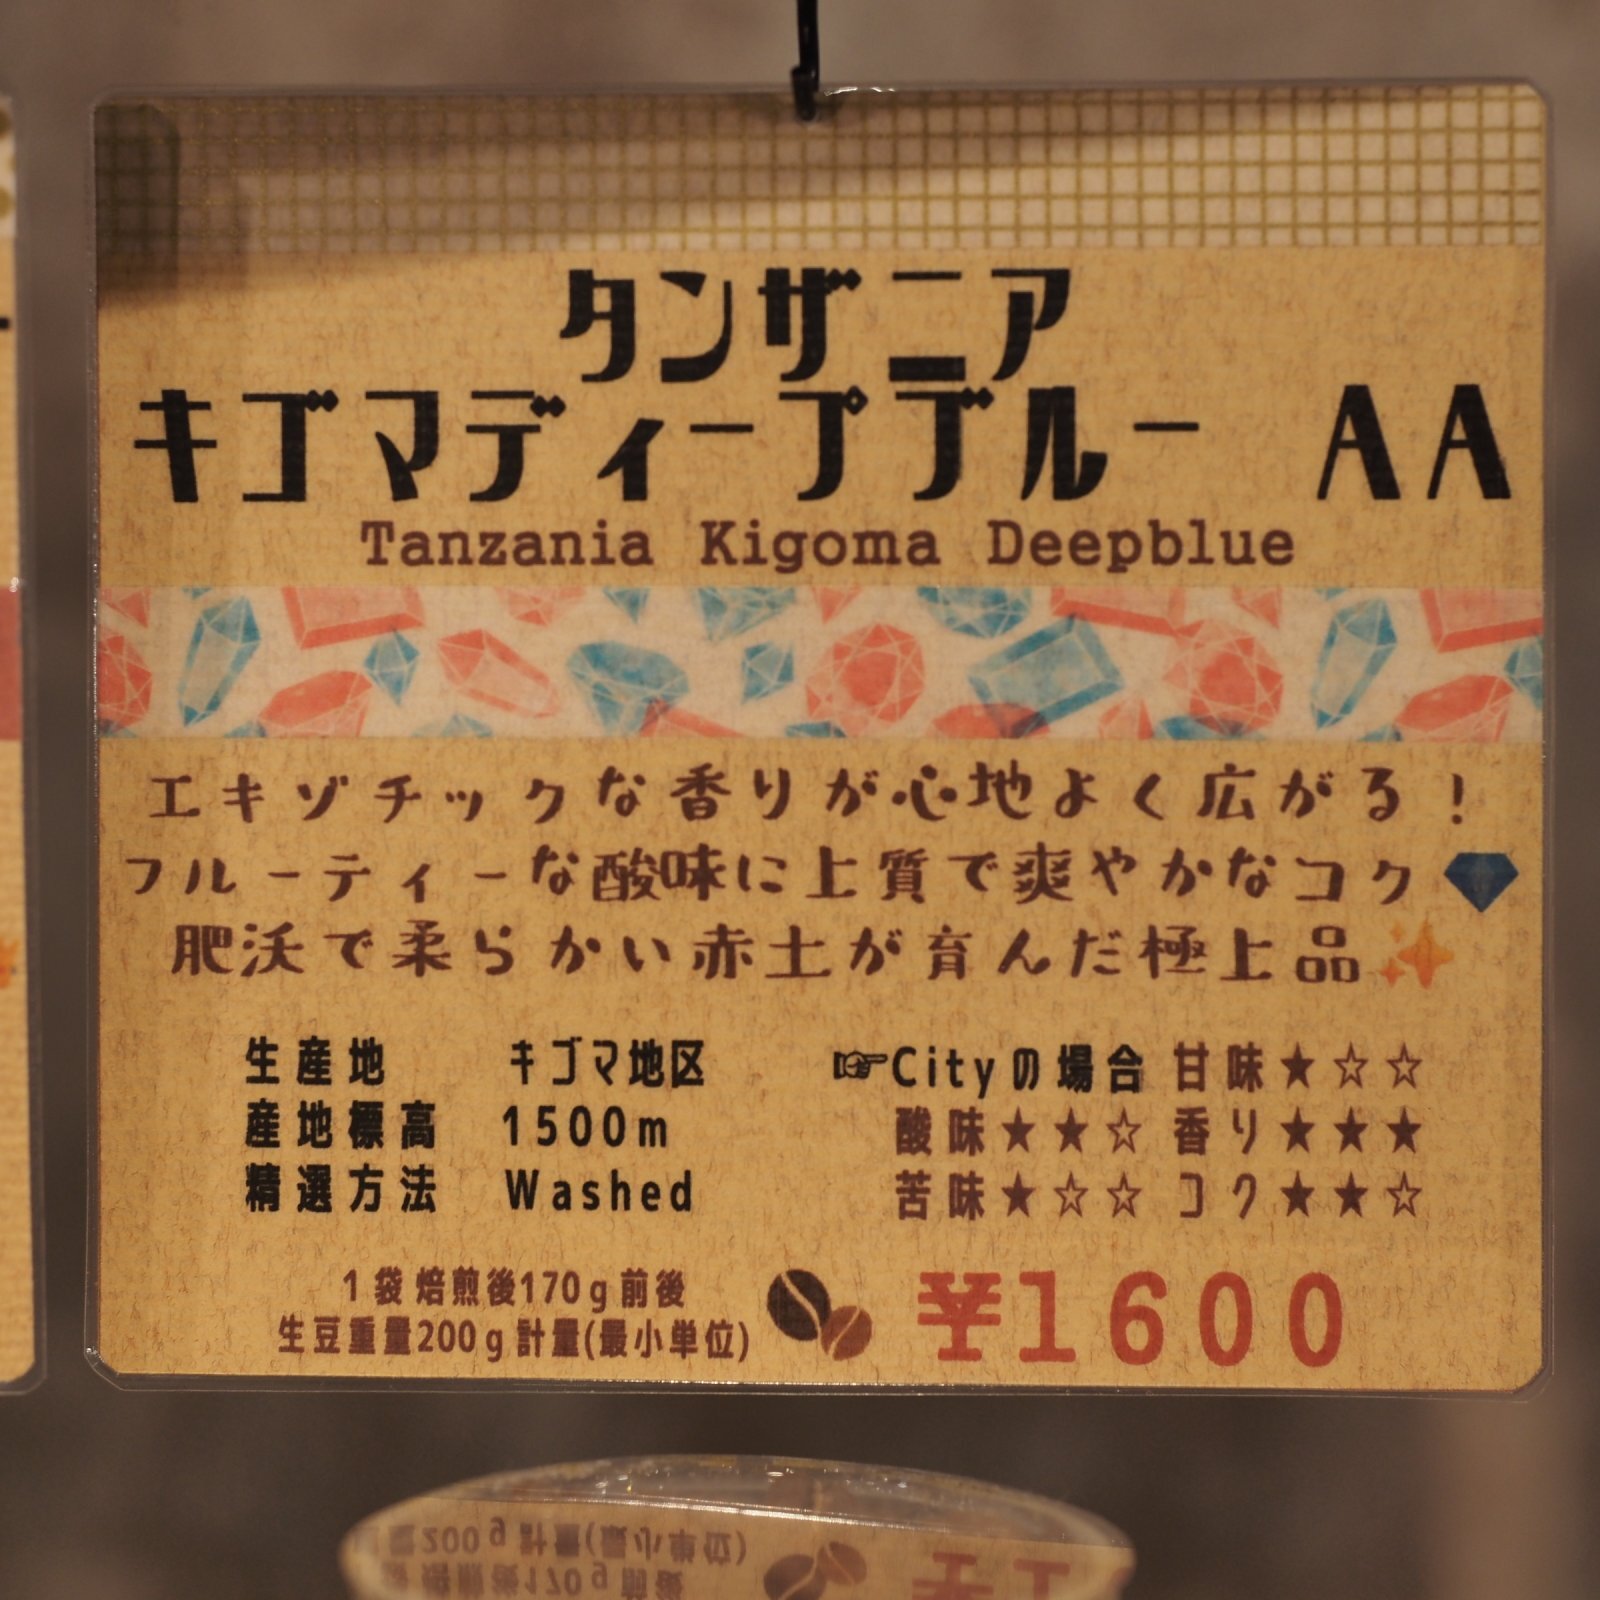 タンザニア
キゴマディープブルー AA
Tanzania Kigoma Deepblue
エキゾチックな香りが心地よく広がる!
フルーティーな酸味に上質で爽やかなコク
肥沃で柔らかい赤土が育んだ極上品✨
生産地 キゴマ地区
産地標高 1500m
精選方法 Washed
☞Cityの場合 甘味★☆☆
酸味★★☆ 香り★★★
苦味★☆☆ コク★★☆
1袋焙煎後170g前後
生豆重量200g計量(最小単位)
¥1600